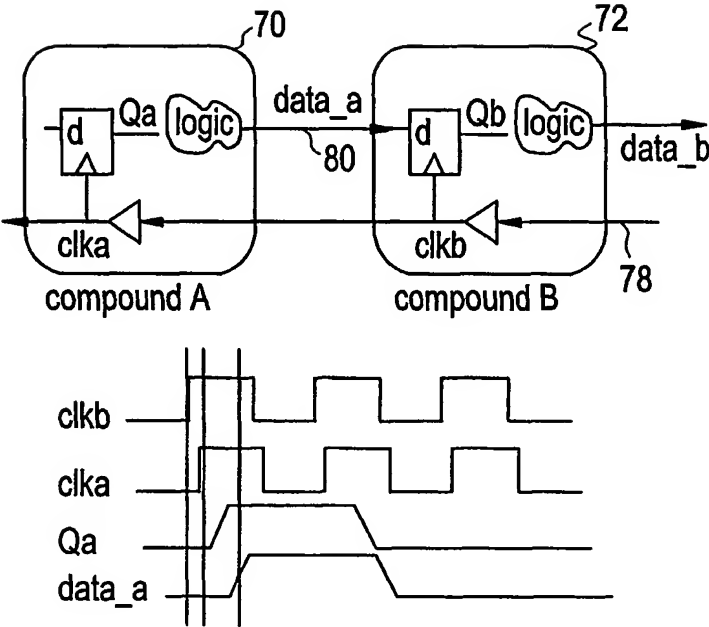 70
72
d
Qa
logic
data_a
80
d
Qb
logic
data_b
clka
clkb
78
compound A
compound B
clkb
clka
Qa
data_a